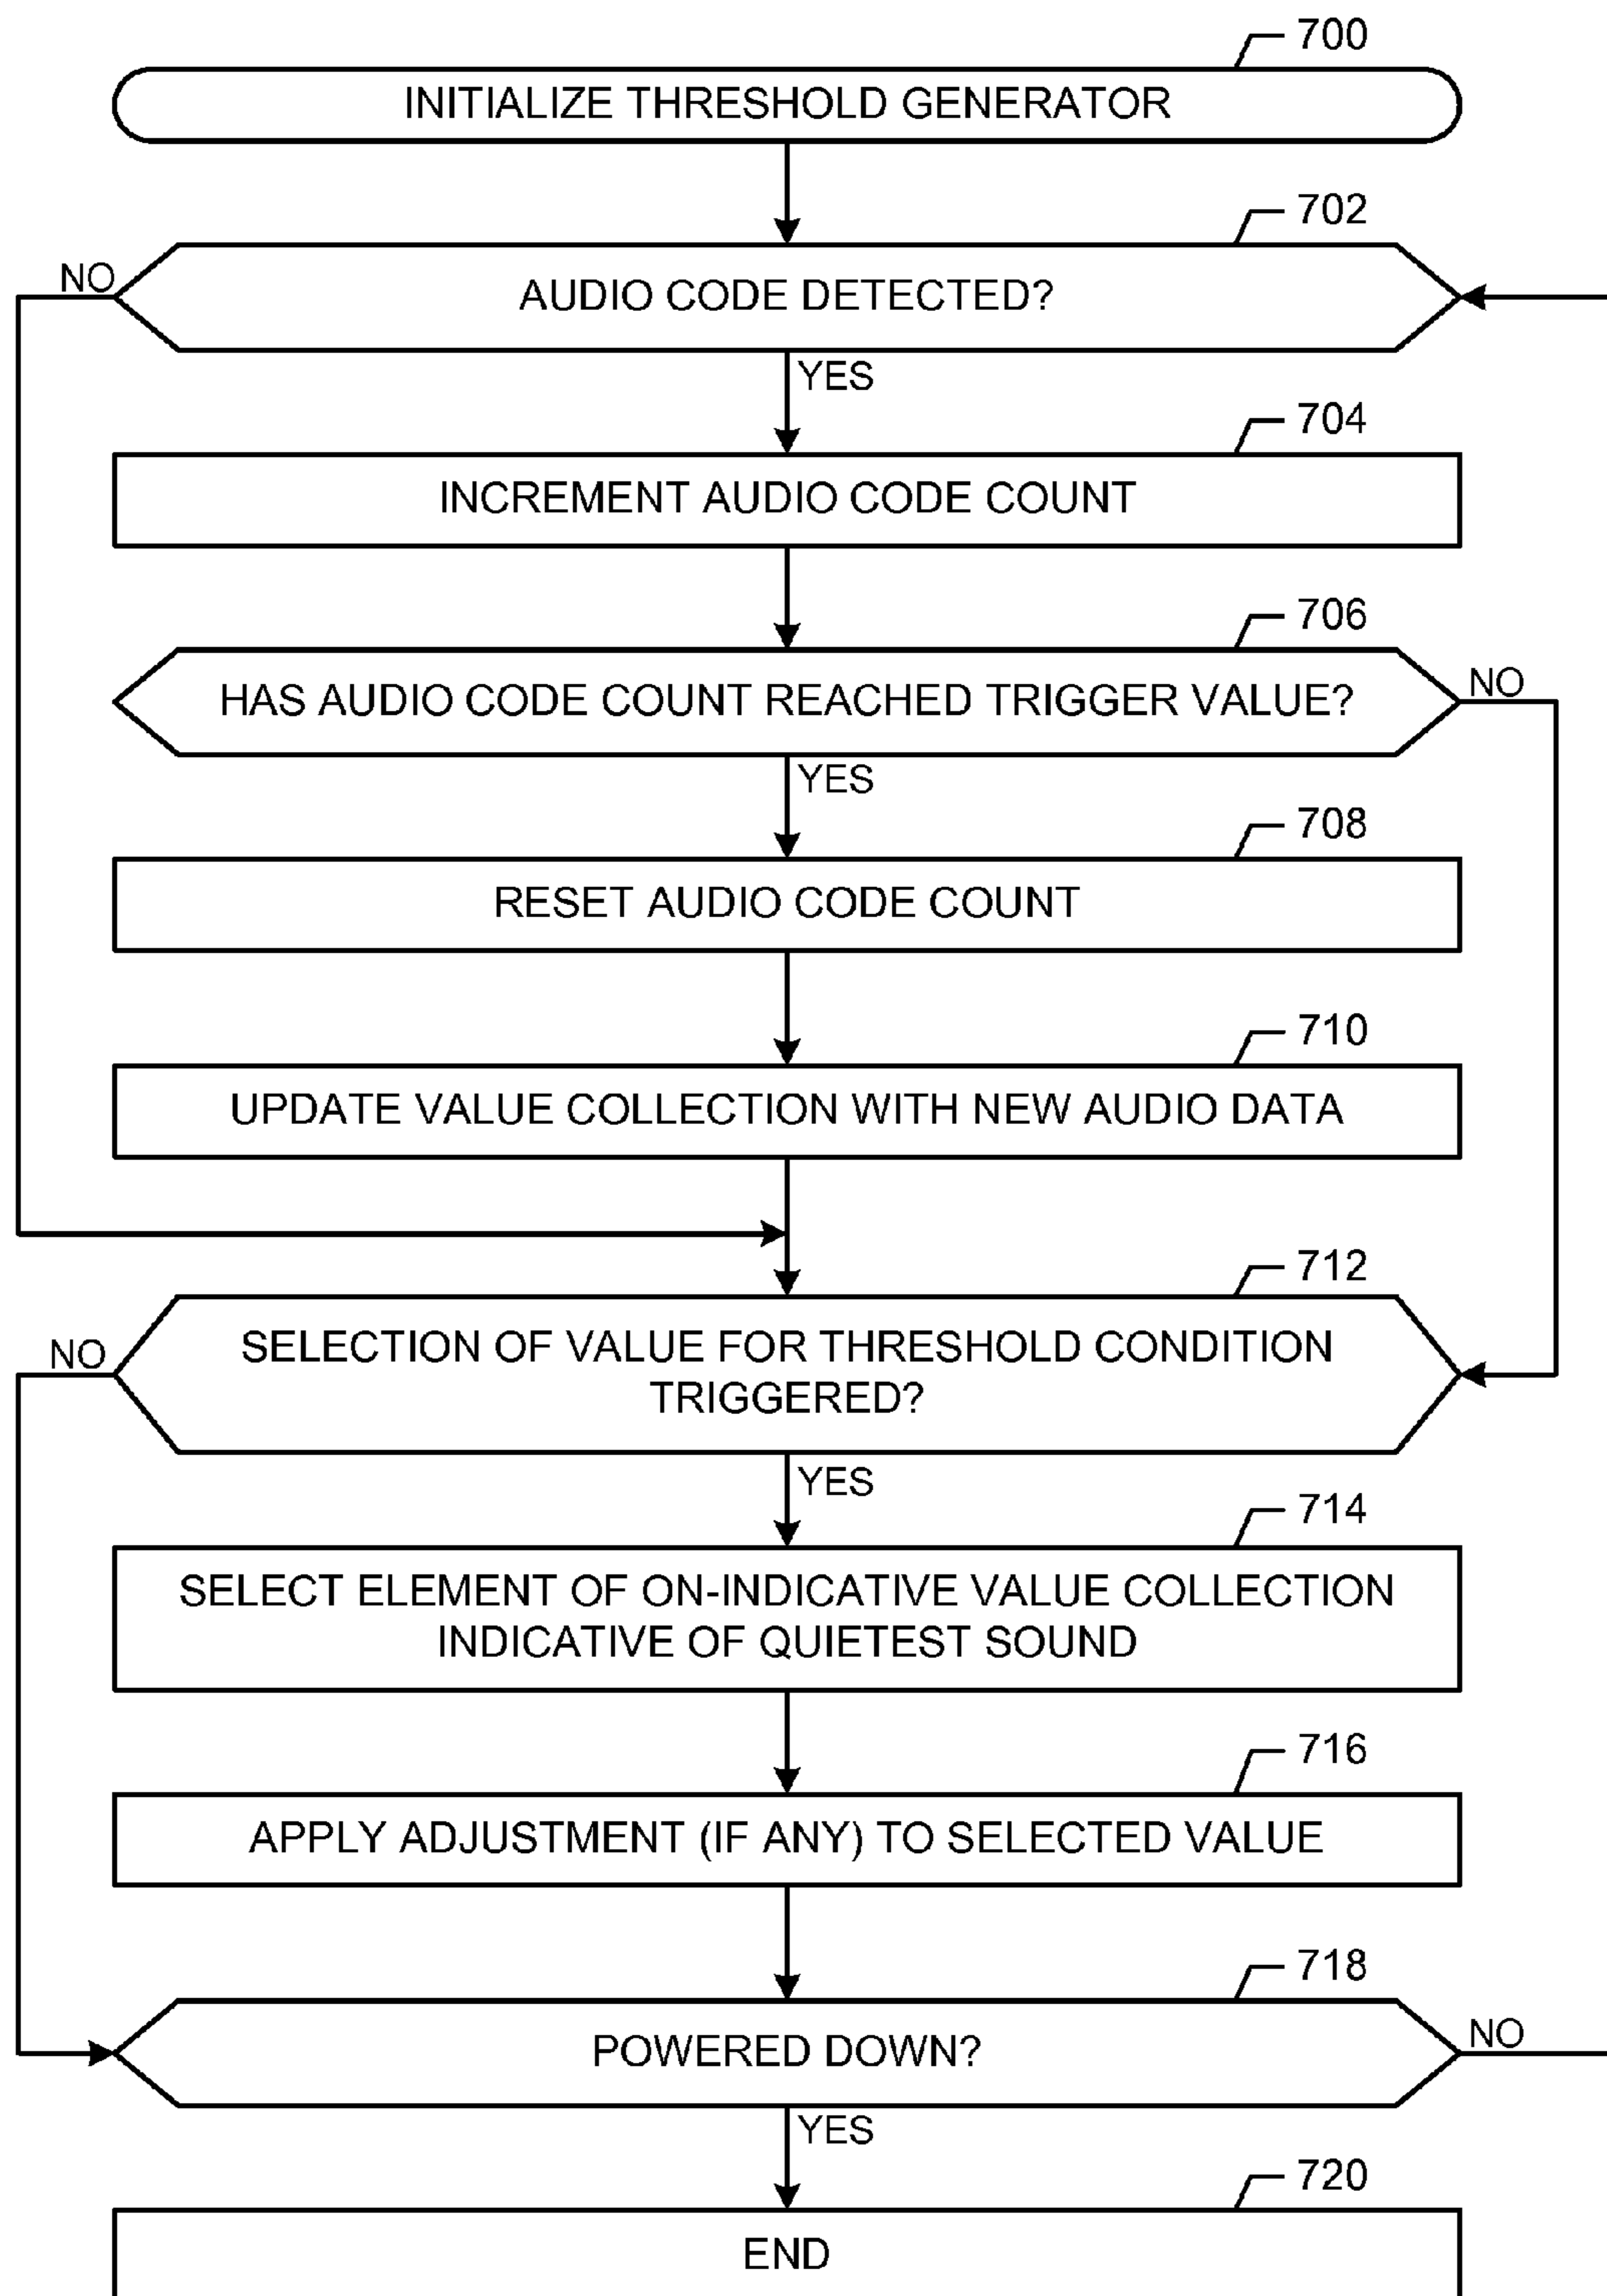 700
INITIALIZE THRESHOLD GENERATOR
702
NO
AUDIO CODE DETECTED?
YES
704
INCREMENT AUDIO CODE COUNT
706
HAS AUDIO CODE COUNT REACHED TRIGGER VALUE?
NO
YES
708
RESET AUDIO CODE COUNT
710
UPDATE VALUE COLLECTION WITH NEW AUDIO DATA
712
NO
SELECTION OF VALUE FOR THRESHOLD CONDITION
TRIGGERED?
YES
714
SELECT ELEMENT OF ON-INDICATIVE VALUE COLLECTION
INDICATIVE OF QUIETEST SOUND
716
APPLY ADJUSTMENT (IF ANY) TO SELECTED VALUE
718
POWERED DOWN?
NO
YES
720
END